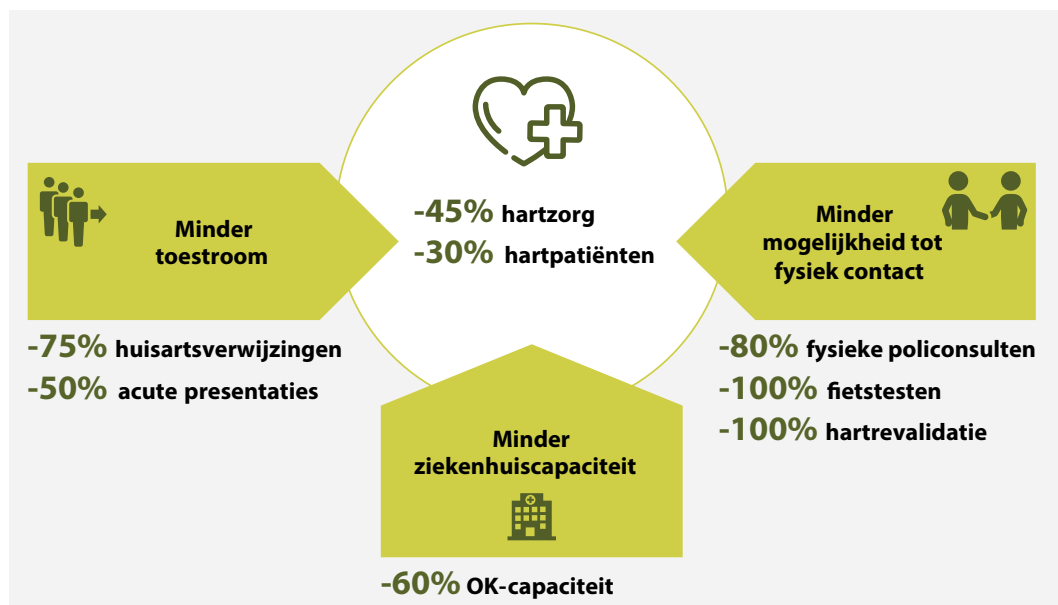 -45% hartzorg
-30% hartpatiënten
Minder
toestroom
-75% huisartsverwijzingen
-50% acute presentaties
Minder
mogelijkheid tot
fysiek contact
-80% fysieke policonsulten
-100% fietstesten
-100% hartrevalidatie
Minder
ziekenhuiscapaciteit
-60% OK-capaciteit